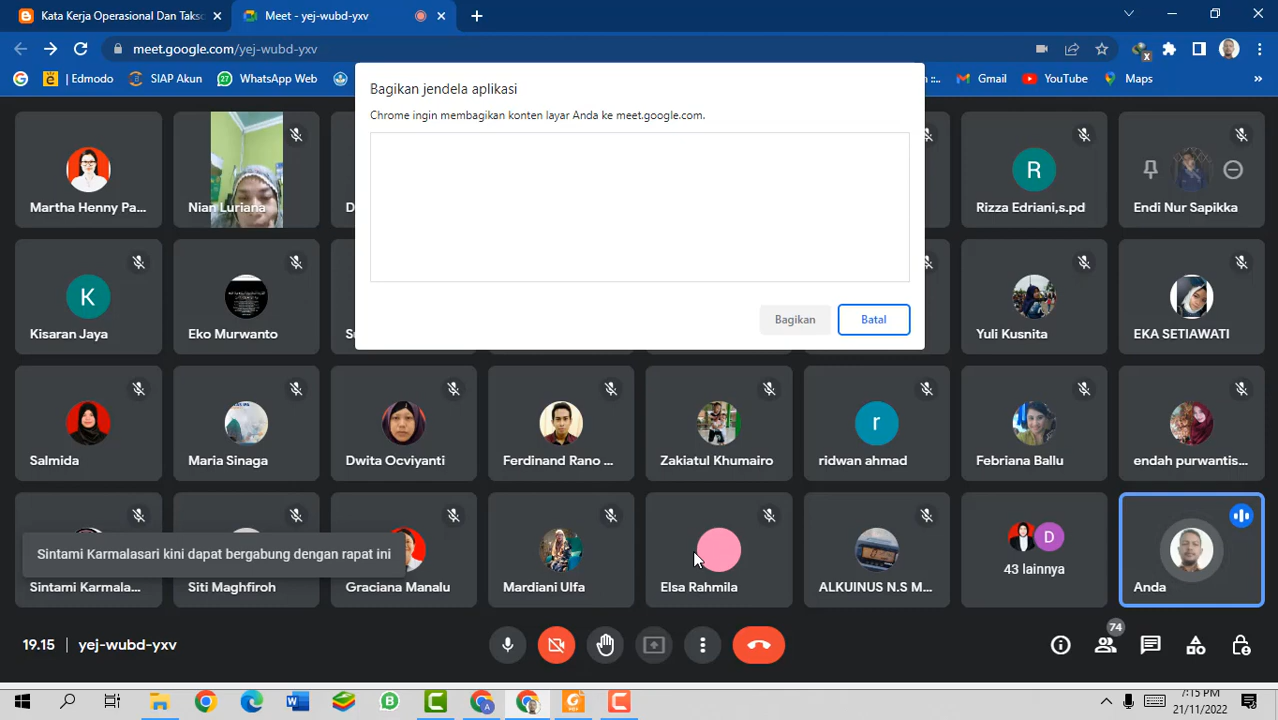 Kata Kerja Operasional Dan Takso
Meet - yej-wubd-yxv
meet.google.com/yej-wubd-yxv
Edmodo
SIAP Akun
27
WhatsApp Web
Gmail
YouTube
Maps
Bagikan jendela aplikasi
Chrome ingin membagikan konten layar Anda ke meet.google.com.
Bagikan
Batal
Martha Henny Pa...
Nian Luriana
R
Rizza Edriani,s.pd
Endi Nur Sapikka
K
Kisaran Jaya
Eko Murwanto
Yuli Kusnita
EKA SETIAWATI
Salmida
Maria Sinaga
Dwita Ocviyanti
Ferdinand Rano ...
Zakiatul Khumairo
r
ridwan ahmad
Febriana Ballu
endah purwantis...
Sintami Karmalasari kini dapat bergabung dengan rapat ini
Sintami Karmala...
Siti Maghfiroh
Graciana Manalu
Mardiani Ulfa
Elsa Rahmila
ALKUINUS N.S M...
D
43 lainnya
Anda
19.15 | yej-wubd-yxv
74
7:15 PM
21/11/2022